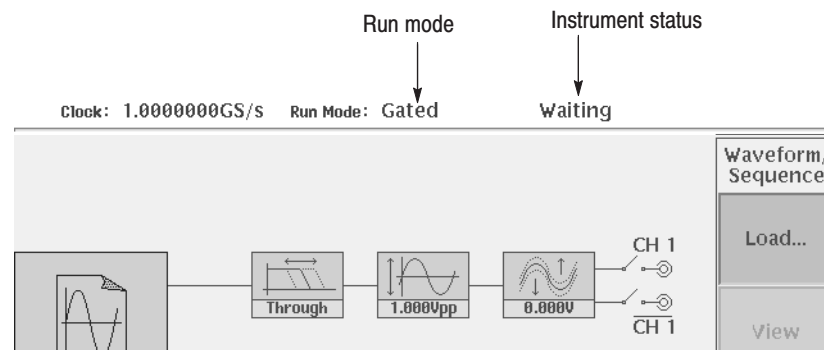 Run mode
Instrument status
Clock: 1.0000000GS/s Run Mode: Gated Waiting
Waveform/
Sequence
CH 1
Load...
Through
1.000Vpp
0.000V
CH 1
View